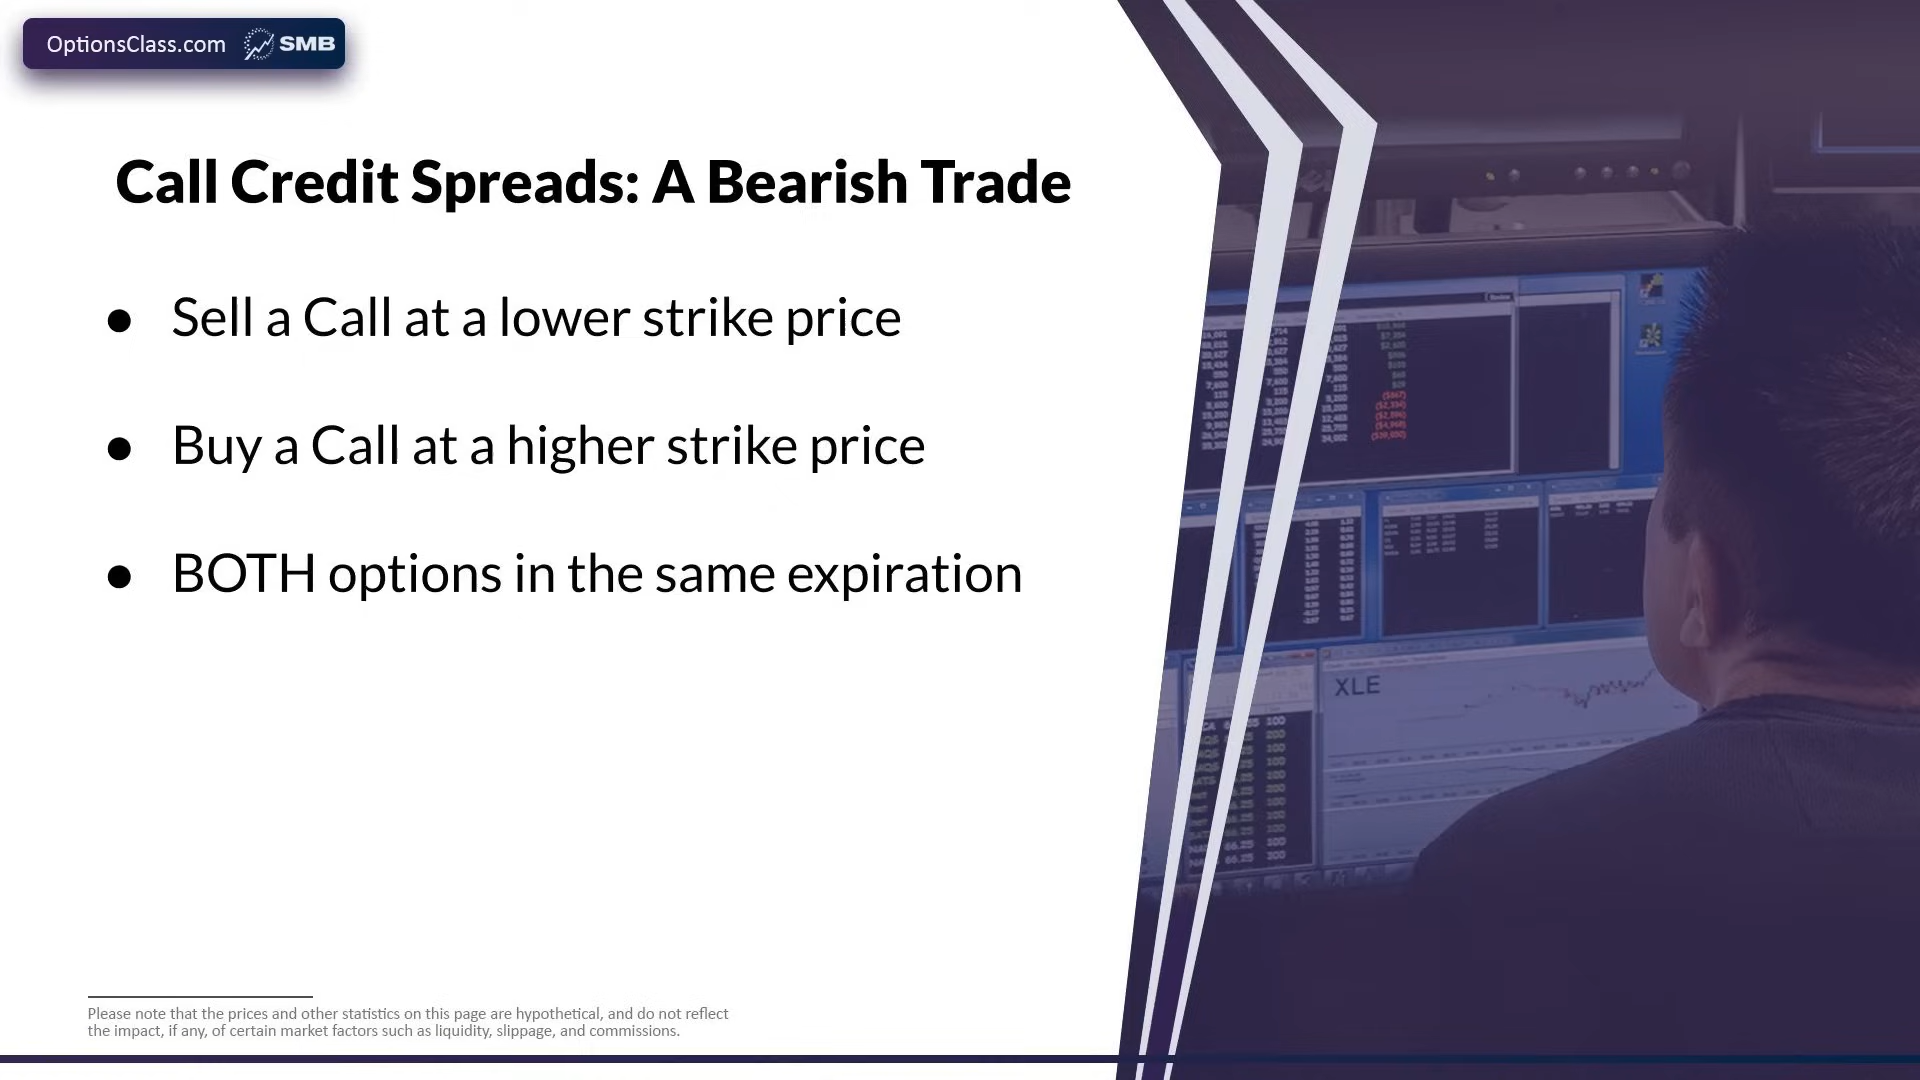 OptionsClass.com SMB
Call Credit Spreads: A Bearish Trade
● Sell a Call at a lower strike price
● Buy a Call at a higher strike price
● BOTH options in the same expiration
XLE
Please note that the prices and other statistics on this page are hypothetical, and do not reflect
the impact, if any, of certain market factors such as liquidity, slippage, and commissions.